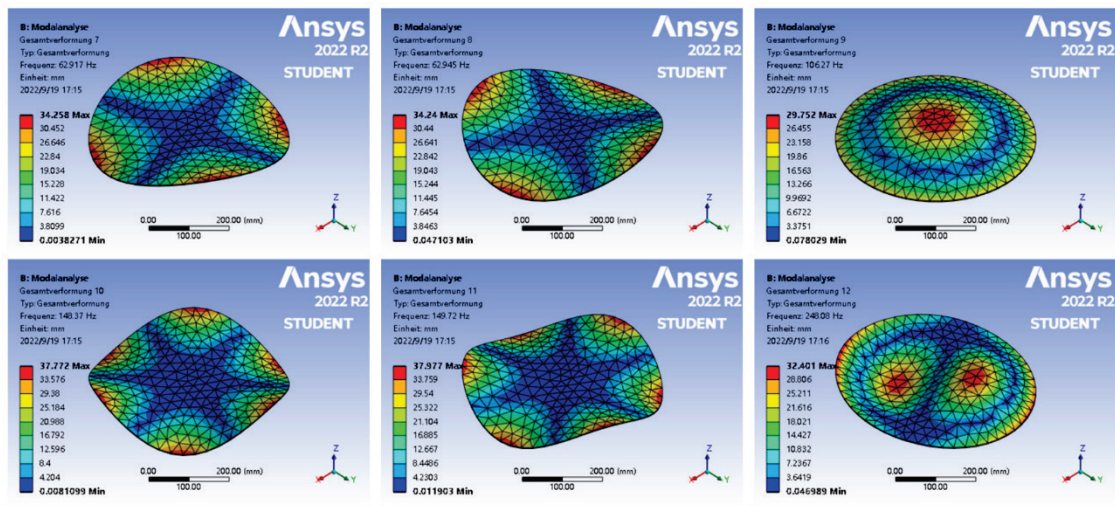 B: Modalanalyse
Gesamtverformung 7
Typ: Gesamtverformung
Frequenz: 62.917 Hz
Einheit: mm
2022/9/19 17:15
Ansys
2022 R2
STUDENT
34.258 Max
30.452
26.646
22.84
19.034
15.228
11.422
7.616
3.8099
0.0038271 Min
0.00 200.00 (mm)
100.00
Z
X Y
B: Modalanalyse
Gesamtverformung 8
Typ: Gesamtverformung
Frequenz: 62.945 Hz
Einheit: mm
2022/9/19 17:15
Ansys
2022 R2
STUDENT
34.24 Max
30.44
26.641
22.842
19.043
15.244
11.445
7.6454
3.8463
0.047103 Min
0.00 200.00 (mm)
100.00
Z
X Y
B: Modalanalyse
Gesamtverformung 9
Typ: Gesamtverformung
Frequenz: 106.27 Hz
Einheit: mm
2022/9/19 17:15
Ansys
2022 R2
STUDENT
29.752 Max
26.455
23.158
19.86
16.563
13.266
9.9692
6.6722
3.3751
0.078029 Min
0.00 200.00 (mm)
100.00
Z
X Y
B: Modalanalyse
Gesamtverformung 10
Typ: Gesamtverformung
Frequenz: 148.37 Hz
Einheit: mm
2022/9/19 17:15
Ansys
2022 R2
STUDENT
37.772 Max
33.576
29.38
25.184
20.988
16.792
12.596
8.4
4.204
0.0081099 Min
0.00 200.00 (mm)
100.00
Z
X Y
B: Modalanalyse
Gesamtverformung 11
Typ: Gesamtverformung
Frequenz: 149.72 Hz
Einheit: mm
2022/9/19 17:15
Ansys
2022 R2
STUDENT
37.977 Max
33.759
29.54
25.322
21.104
16.885
12.667
8.4486
4.2303
0.011903 Min
0.00 200.00 (mm)
100.00
Z
X Y
B: Modalanalyse
Gesamtverformung 12
Typ: Gesamtverformung
Frequenz: 248.08 Hz
Einheit: mm
2022/9/19 17:16
Ansys
2022 R2
STUDENT
32.401 Max
28.806
25.211
21.616
18.021
14.427
10.832
7.2367
3.6419
0.046989 Min
0.00 200.00 (mm)
100.00
Z
X Y